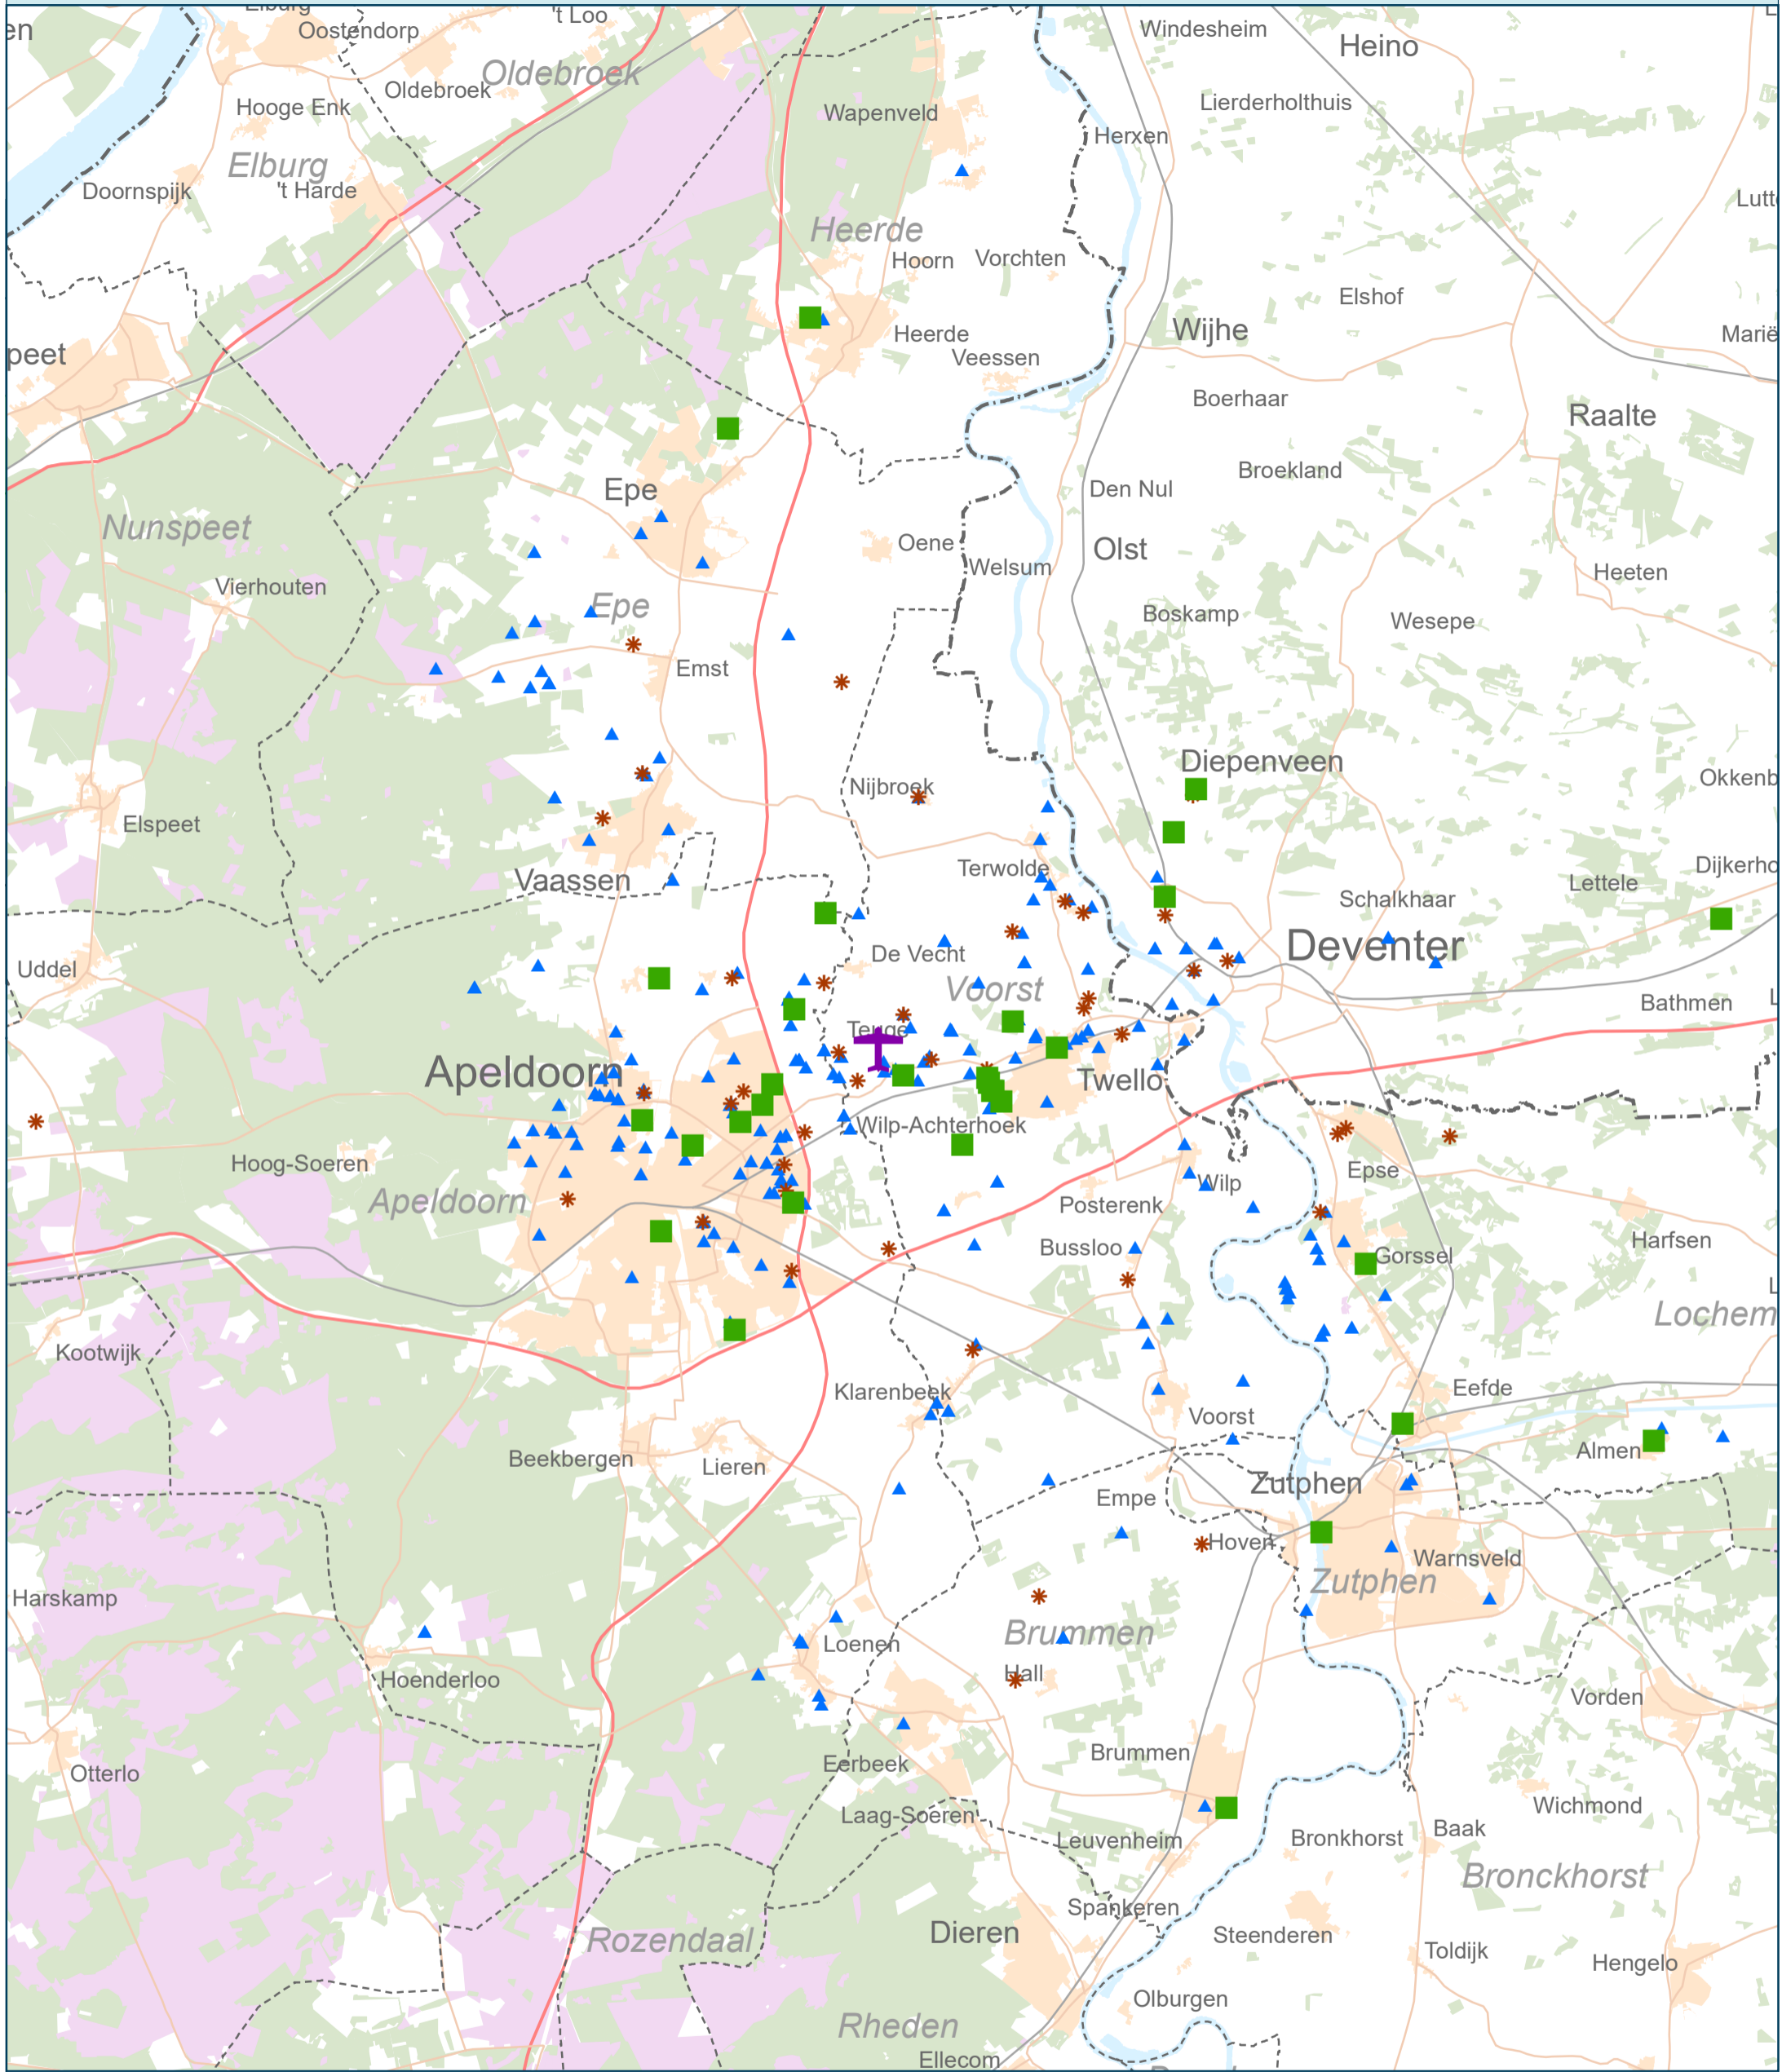 Elburg
't Loo
Oostendorp
Windesheim
Heino
Oldebroek
Oldebroek
Hooge Enk
Wapenveld
Lierderholthuis
Herxen
Elburg
Doornspijk
't Harde
Heerde
Hoorn
Vorchten
Elshof
Heerde
Wijhe
peet
Veessen
Boerhaar
Raalte
Broekland
Epe
Den Nul
Nunspeet
Oene
Olst
Welsum
Heeten
Vierhouten
Epe
Boskamp
Wesepe
Emst
Diepenveen
Nijbroek
Elspeet
Terwolde
Vaassen
Lettele
Schalkhaar
Deventer
De Vecht
Uddel
Voorst
Bathmen
Teuge
Apeldoorn
Twello
Wilp-Achterhoek
Hoog-Soeren
Epse
Wilp
Apeldoorn
Posterenk
Bussloo
Harfsen
Gorssel
Lochem
Kootwijk
Klarenbeek
Eefde
Voorst
Almen
Beekbergen
Lieren
Zutphen
Empe
Hoven
Warnsveld
Zutphen
Harskamp
Brummen
Loenen
Hall
Hoenderloo
Vorden
Brummen
Eerbeek
Otterlo
Wichmond
Laag-Soeren
Baak
Bronkhorst
Leuvenheim
Bronckhorst
Spankeren
Dieren
Steenderen
Rozendaal
Toldijk
Hengelo
Olburgen
Rheden
Ellecom